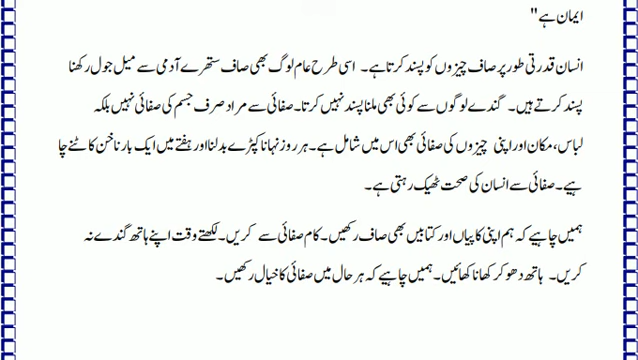 ایمان ہے"
انسان قدرتی طور پر صاف چیزوں کو پسند کرتا ہے۔ اسی طرح عام لوگ بھی صاف ستھرے آدمی سے میل جول رکھنا
پسند کرتے ہیں۔ گندے لوگوں سے کوئی بھی ملنا پسند نہیں کرتا۔ صفائی سے مراد صرف جسم کی صفائی نہیں بلکہ
لباس، مکان اور اپنی چیزوں کی صفائی بھی اس میں شامل ہے۔ ہر روز نہانا کپڑے بدلنا اور ہفتے میں ایک بار ناخن کاٹنے چا
ہیے۔ صفائی سے انسان کی صحت ٹھیک رہتی ہے۔
ہمیں چاہیے کہ ہم اپنی کاپیاں اور کتابیں بھی صاف رکھیں۔ کام صفائی سے کریں۔ لکھتے وقت اپنے ہاتھ گندے نہ
کریں۔ ہاتھ دھو کر کھانا کھائیں۔ ہمیں چاہیے کہ ہر حال میں صفائی کا خیال رکھیں۔